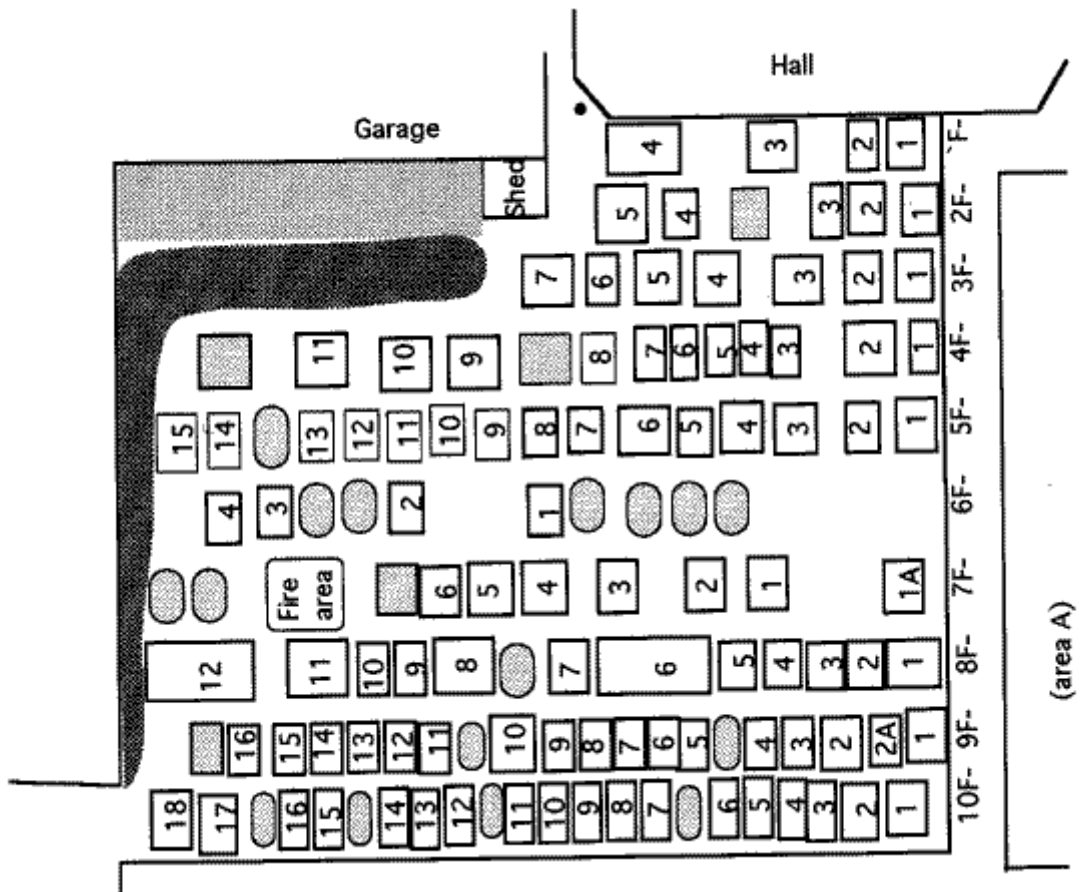 Hall
Garage
Shed
4 3 2 1 `F-
5 4 3 2 1 2F-
7 6 5 4 3 2 1 3F-
11 10 9 8 7 6 5 4 3 2 1 4F-
15 14 13 12 11 10 9 8 7 6 5 4 3 2 1 5F-
4 3 2 1 6F-
Fire
area
6 5 4 3 2 1 1A 7F-
12 11 10 9 8 7 6 5 4 3 2 1 8F-
16 15 14 13 12 11 10 9 8 7 6 5 4 3 2 2A 1 9F-
18 17 16 15 14 13 12 11 10 9 8 7 6 5 4 3 2 1 10F-
(area A)